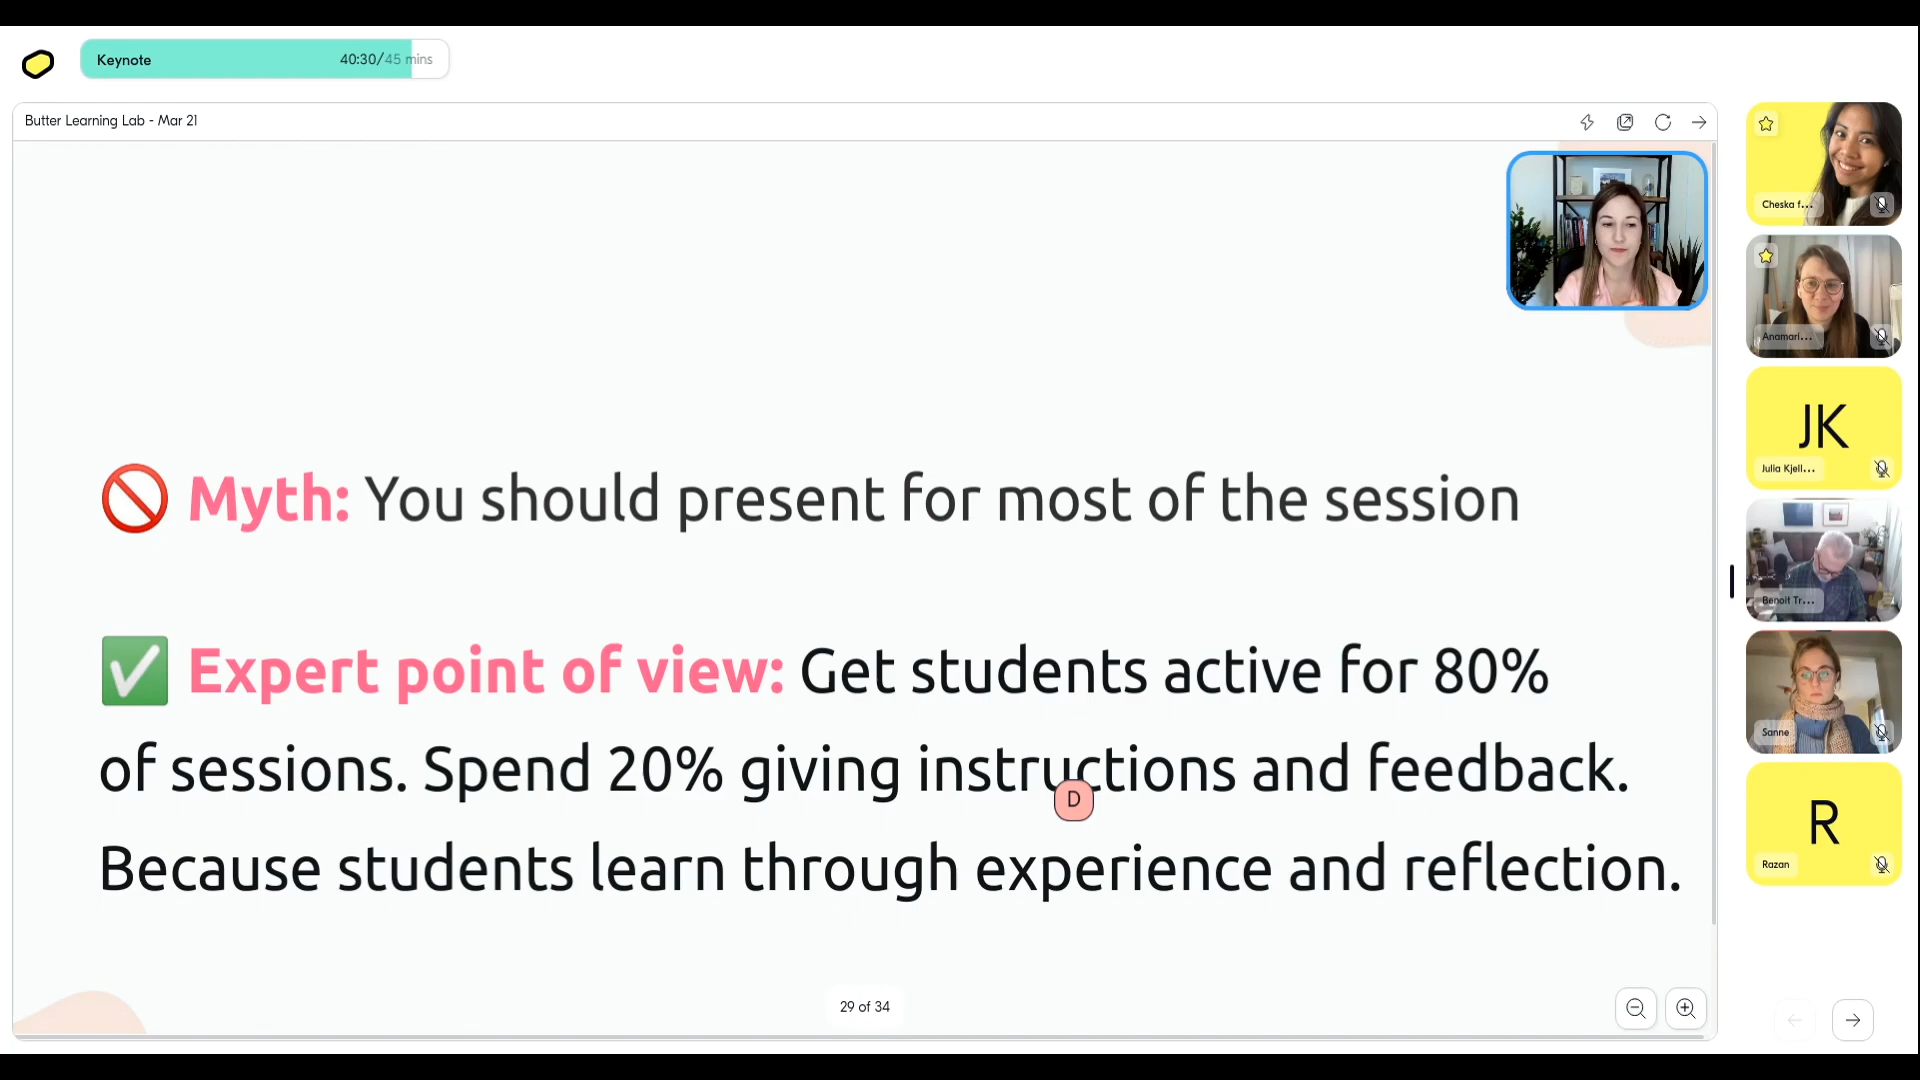 Keynote 40:30/45 mins
Butter Learning Lab - Mar 21
🚫 Myth: You should present for most of the session
✅ Expert point of view: Get students active for 80%
of sessions. Spend 20% giving instructions and feedback.
D
Because students learn through experience and reflection.
29 of 34
Cheska f...
Anamari...
JK
Julia Kjell...
Benoit Tr...
Sanne
R
Razan